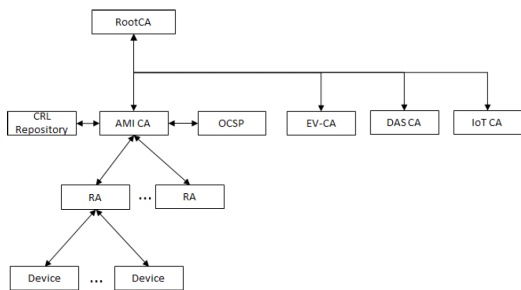 RootCA
CRL
Repository
AMI CA
OCSP
EV-CA
DAS CA
IoT CA
RA
...
RA
Device
...
Device